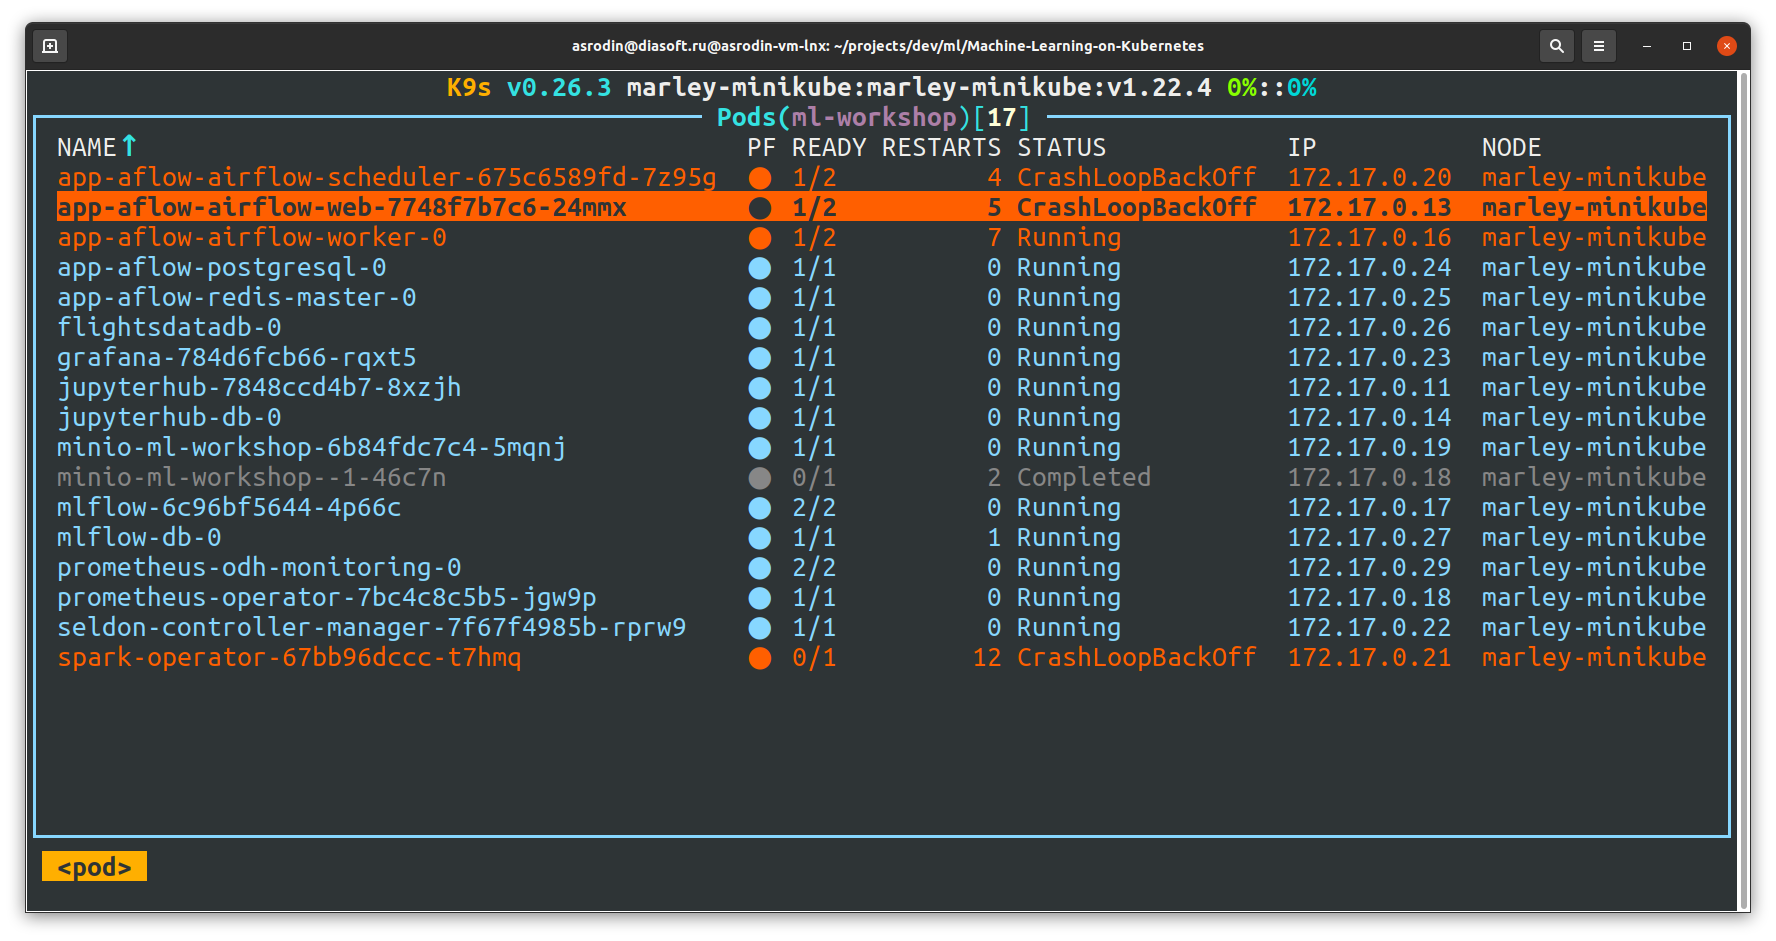 asrodin@diasoft.ru@asrodin-vm-lnx: ~/projects/dev/ml/Machine-Learning-on-Kubernetes
K9s v0.26.3 marley-minikube:marley-minikube:v1.22.4 0%::0%
Pods(ml-workshop)[17]
NAME↑ PF READY RESTARTS STATUS IP NODE
app-aflow-airflow-scheduler-675c6589fd-7z95g ● 1/2 4 CrashLoopBackOff 172.17.0.20 marley-minikube
app-aflow-airflow-web-7748f7b7c6-24mmx ● 1/2 5 CrashLoopBackOff 172.17.0.13 marley-minikube
app-aflow-airflow-worker-0 ● 1/2 7 Running 172.17.0.16 marley-minikube
app-aflow-postgresql-0 ● 1/1 0 Running 172.17.0.24 marley-minikube
app-aflow-redis-master-0 ● 1/1 0 Running 172.17.0.25 marley-minikube
flightsdatadb-0 ● 1/1 0 Running 172.17.0.26 marley-minikube
grafana-784d6fcb66-rqxt5 ● 1/1 0 Running 172.17.0.23 marley-minikube
jupyterhub-7848ccd4b7-8xzjh ● 1/1 0 Running 172.17.0.11 marley-minikube
jupyterhub-db-0 ● 1/1 0 Running 172.17.0.14 marley-minikube
minio-ml-workshop-6b84fdc7c4-5mqnj ● 1/1 0 Running 172.17.0.19 marley-minikube
minio-ml-workshop--1-46c7n ● 0/1 2 Completed 172.17.0.18 marley-minikube
mlflow-6c96bf5644-4p66c ● 2/2 0 Running 172.17.0.17 marley-minikube
mlflow-db-0 ● 1/1 1 Running 172.17.0.27 marley-minikube
prometheus-odh-monitoring-0 ● 2/2 0 Running 172.17.0.29 marley-minikube
prometheus-operator-7bc4c8c5b5-jgw9p ● 1/1 0 Running 172.17.0.18 marley-minikube
seldon-controller-manager-7f67f4985b-rprw9 ● 1/1 0 Running 172.17.0.22 marley-minikube
spark-operator-67bb96dccc-t7hmq ● 0/1 12 CrashLoopBackOff 172.17.0.21 marley-minikube
<pod>